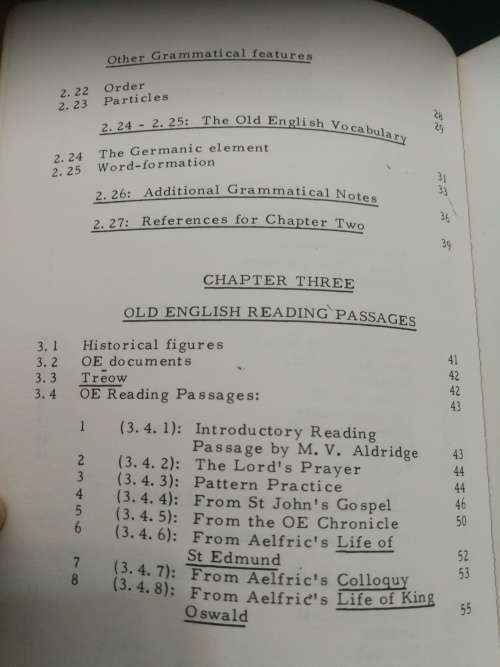 Other Grammatical features
2.22 Order 28
2.23 Particles 29
2.24 - 2.25: The Old English Vocabulary
2.24 The Germanic element 31
2.25 Word-formation 33
2.26: Additional Grammatical Notes 36
2.27: References for Chapter Two 39
CHAPTER THREE
OLD ENGLISH READING PASSAGES
3.1 Historical figures 41
3.2 OE documents 42
3.3 Trēow 42
3.4 OE Reading Passages: 43
1 (3.4.1): Introductory Reading
Passage by M. V. Aldridge 43
2 (3.4.2): The Lord's Prayer 44
3 (3.4.3): Pattern Practice 44
4 (3.4.4): From St John's Gospel 46
5 (3.4.5): From the OE Chronicle 50
6 (3.4.6): From Aelfric's Life of
St Edmund 52
7 (3.4.7): From Aelfric's Colloquy 53
8 (3.4.8): From Aelfric's Life of King
Oswald 55